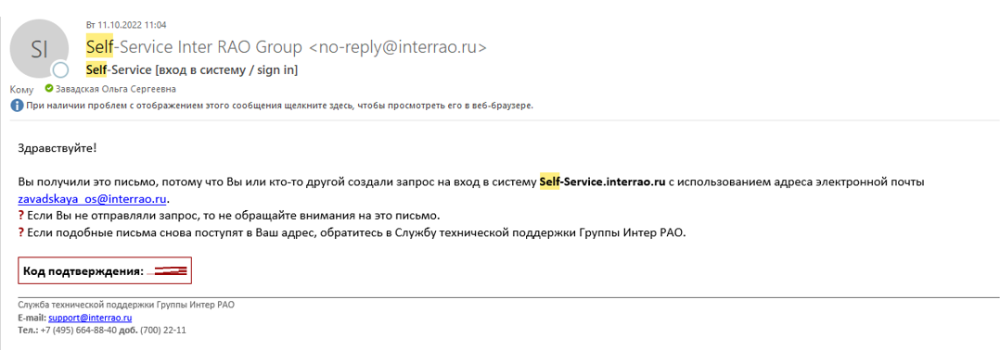 Вт 11.10.2022 11:04
SI
Self-Service Inter RAO Group <no-reply@interrao.ru>
Self-Service [вход в систему / sign in]
Кому Завадская Ольга Сергеевна
При наличии проблем с отображением этого сообщения щелкните здесь, чтобы просмотреть его в веб-браузере.
Здравствуйте!
Вы получили это письмо, потому что Вы или кто-то другой создали запрос на вход в систему Self-Service.interrao.ru с использованием адреса электронной почты
zavadskaya_os@interrao.ru.
? Если Вы не отправляли запрос, то не обращайте внимания на это письмо.
? Если подобные письма снова поступят в Ваш адрес, обратитесь в Службу технической поддержки Группы Интер РАО.
Код подтверждения:
Служба технической поддержки Группы Интер РАО
E-mail: support@interrao.ru
Тел.: +7 (495) 664-88-40 доб. (700) 22-11